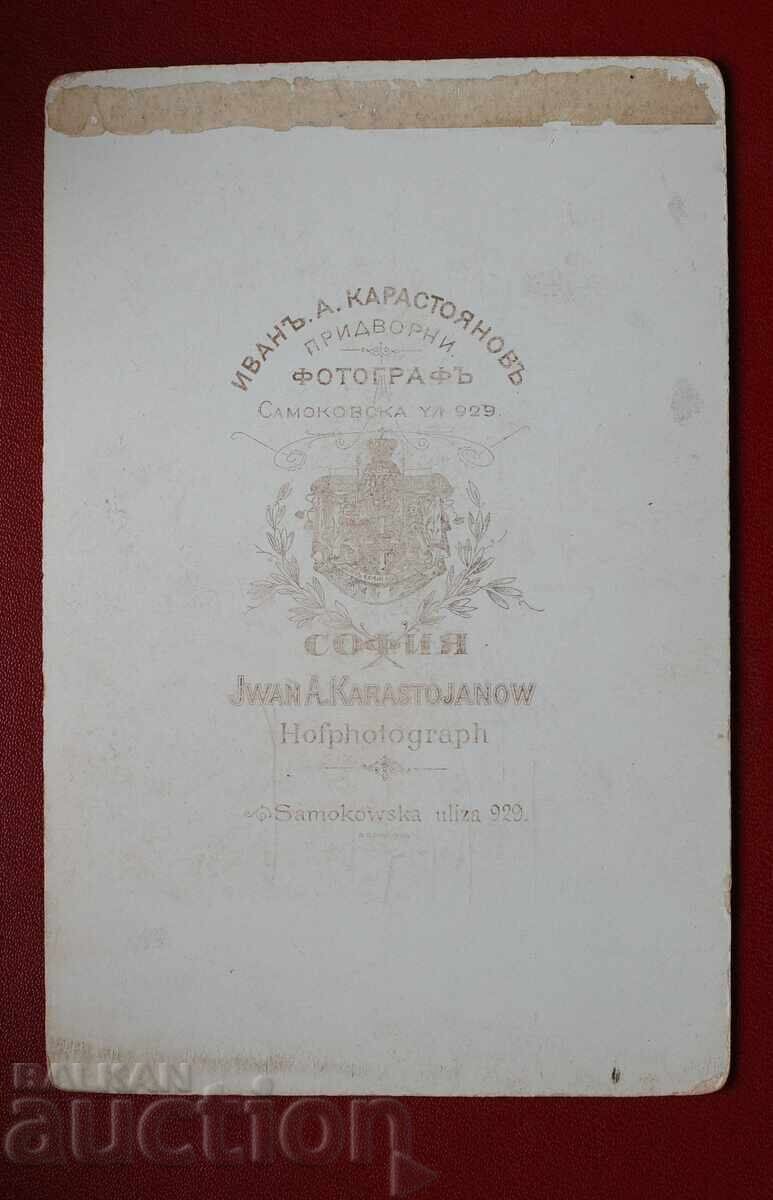 ИВАНЪ. А. КАРАСТОЯНОВЪ.
ПРИДВОРНИ.
ФОТОГРАФЪ
САМОКОВСКА УЛ 929.
СОФИЯ
JWAN A. KARASTOJANOW
Hofphotograph
Samokowska uliza 929.
BALKAN
auction